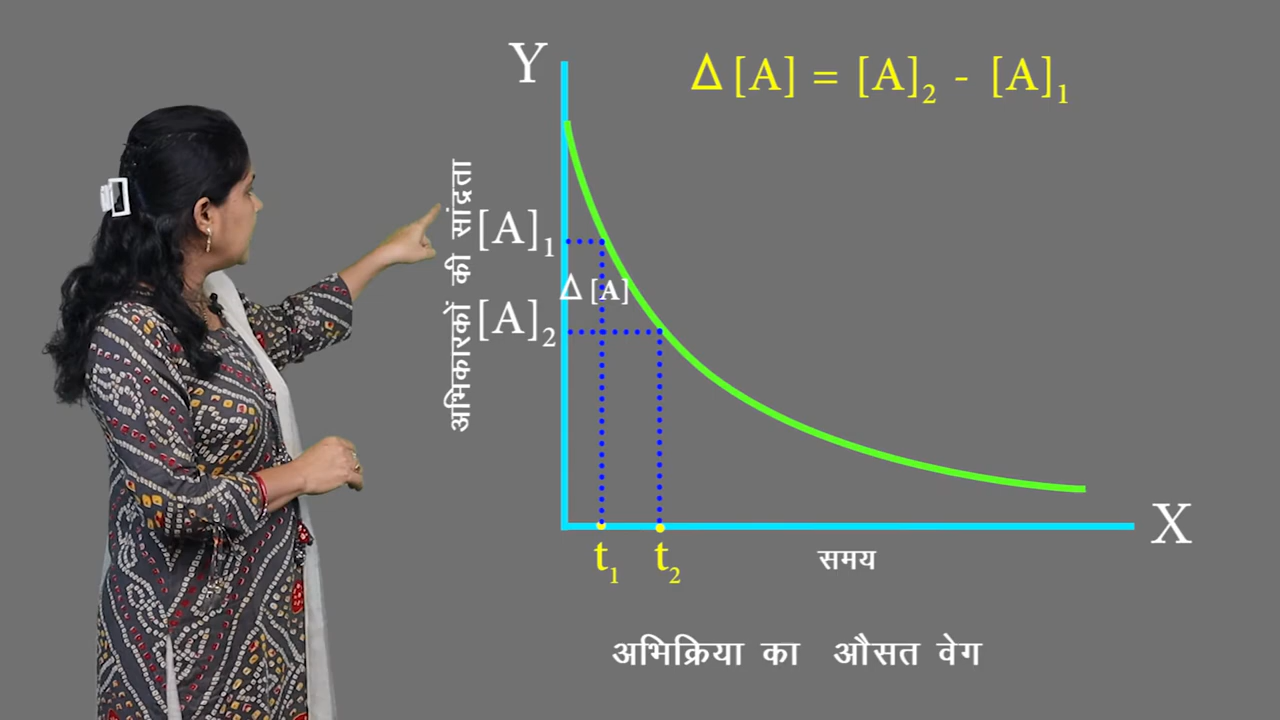 Y
Δ [A] = [A]₂ - [A]₁
अभिकारकों की सांद्रता
[A]₁
Δ [A]
[A]₂
X
t₁
t₂
समय
अभिक्रिया का औसत वेग